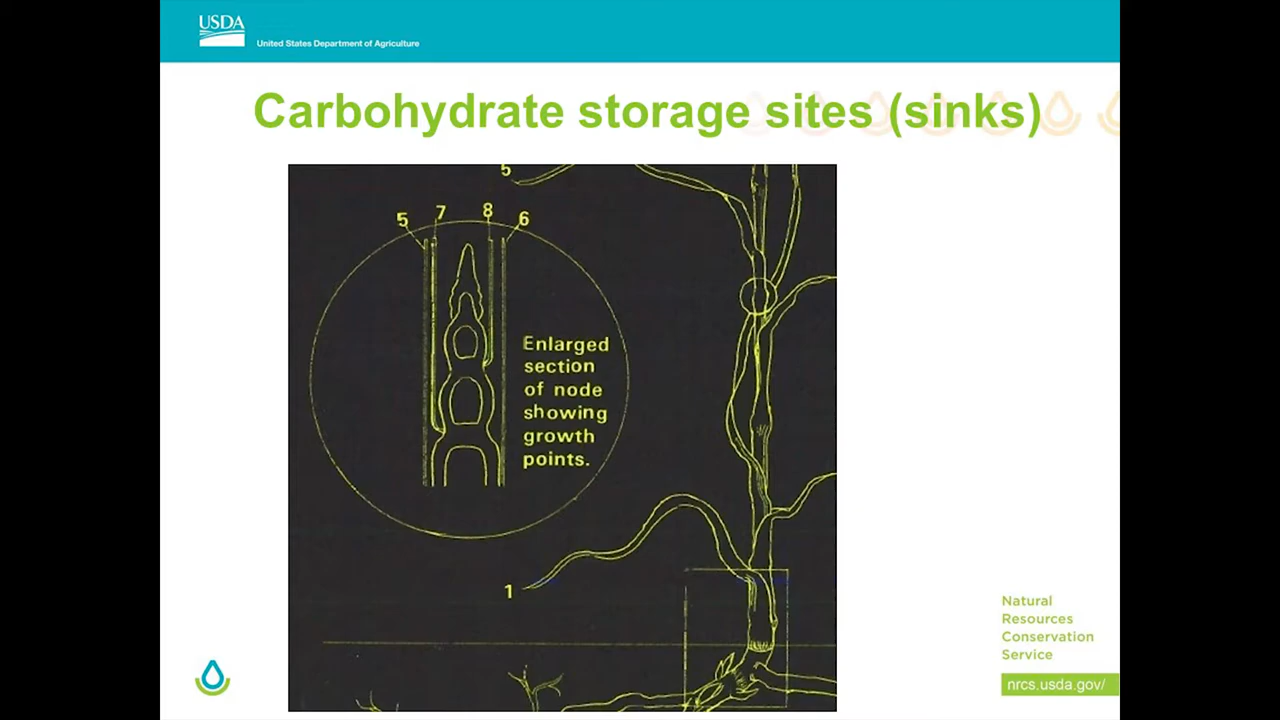 USDA
United States Department of Agriculture
Carbohydrate storage sites (sinks)
5
5 7 8 6
Enlarged
section
of node
showing
growth
points.
1
Natural
Resources
Conservation
Service
nrcs.usda.gov/